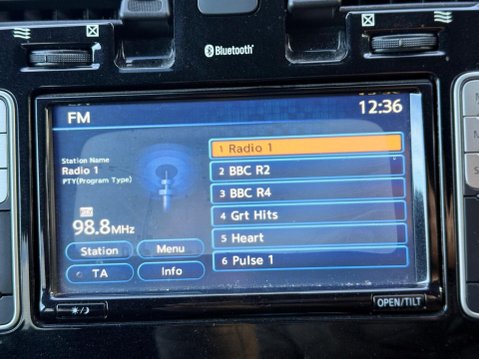 Bluetooth
12:36
FM
Station Name
Radio 1
PTY(Program Type)
98.8MHz
Station
Menu
TA
Info
1 Radio 1
2 BBC R2
3 BBC R4
4 Grt Hits
5 Heart
6 Pulse 1
OPEN/TILT